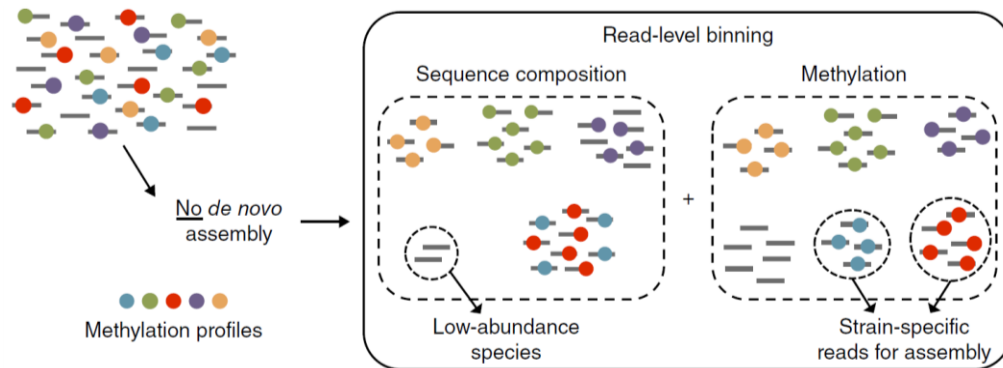 Read-level binning
Sequence composition
Methylation
No de novo
assembly
+
Methylation profiles
Low-abundance
species
Strain-specific
reads for assembly